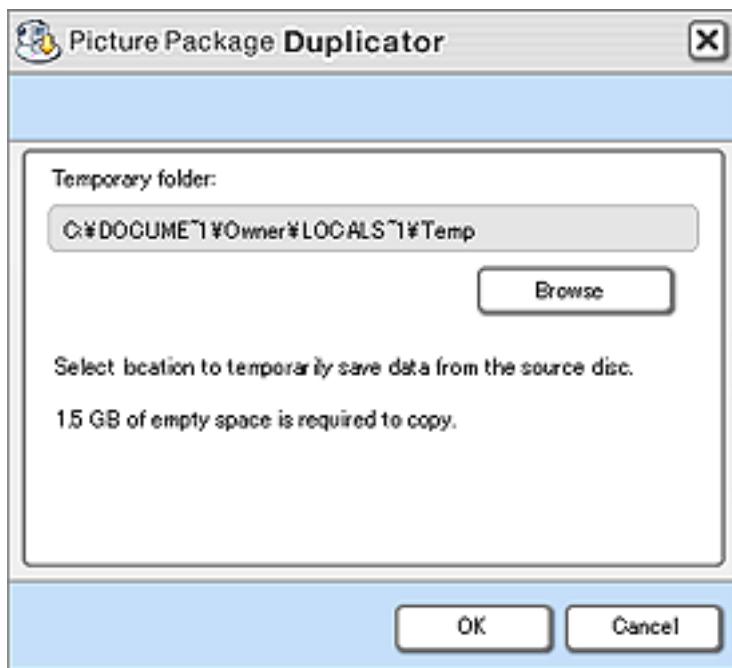 Picture Package Duplicator
Temporary folder:
C:¥DOCUME~1¥Owner¥LOCALS~1¥Temp
Browse
Select location to temporarily save data from the source disc.
1.5 GB of empty space is required to copy.
OK Cancel